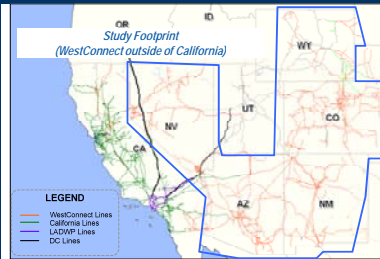 Study Footprint
(WestConnect outside of California)
OR
ID
WY
NV
UT
CO
CA
AZ
NM
LEGEND
WestConnect Lines
California Lines
LADWP Lines
DC Lines